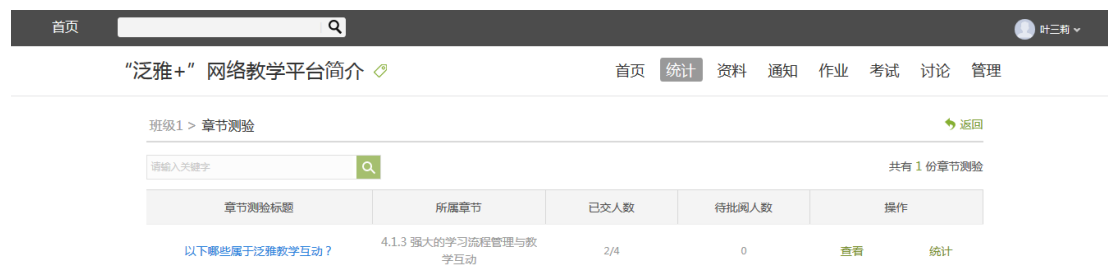 首页 叶三莉
“泛雅+”网络教学平台简介 首页 统计 资料 通知 作业 考试 讨论 管理
班级1 > 章节测验 返回
请输入关键字 共有 1 份章节测验
章节测验标题 所属章节 已交人数 待批阅人数 操作
以下哪些属于泛雅教学互动？ 4.1.3 强大的学习流程管理与教 2/4 0 查看 统计
学互动